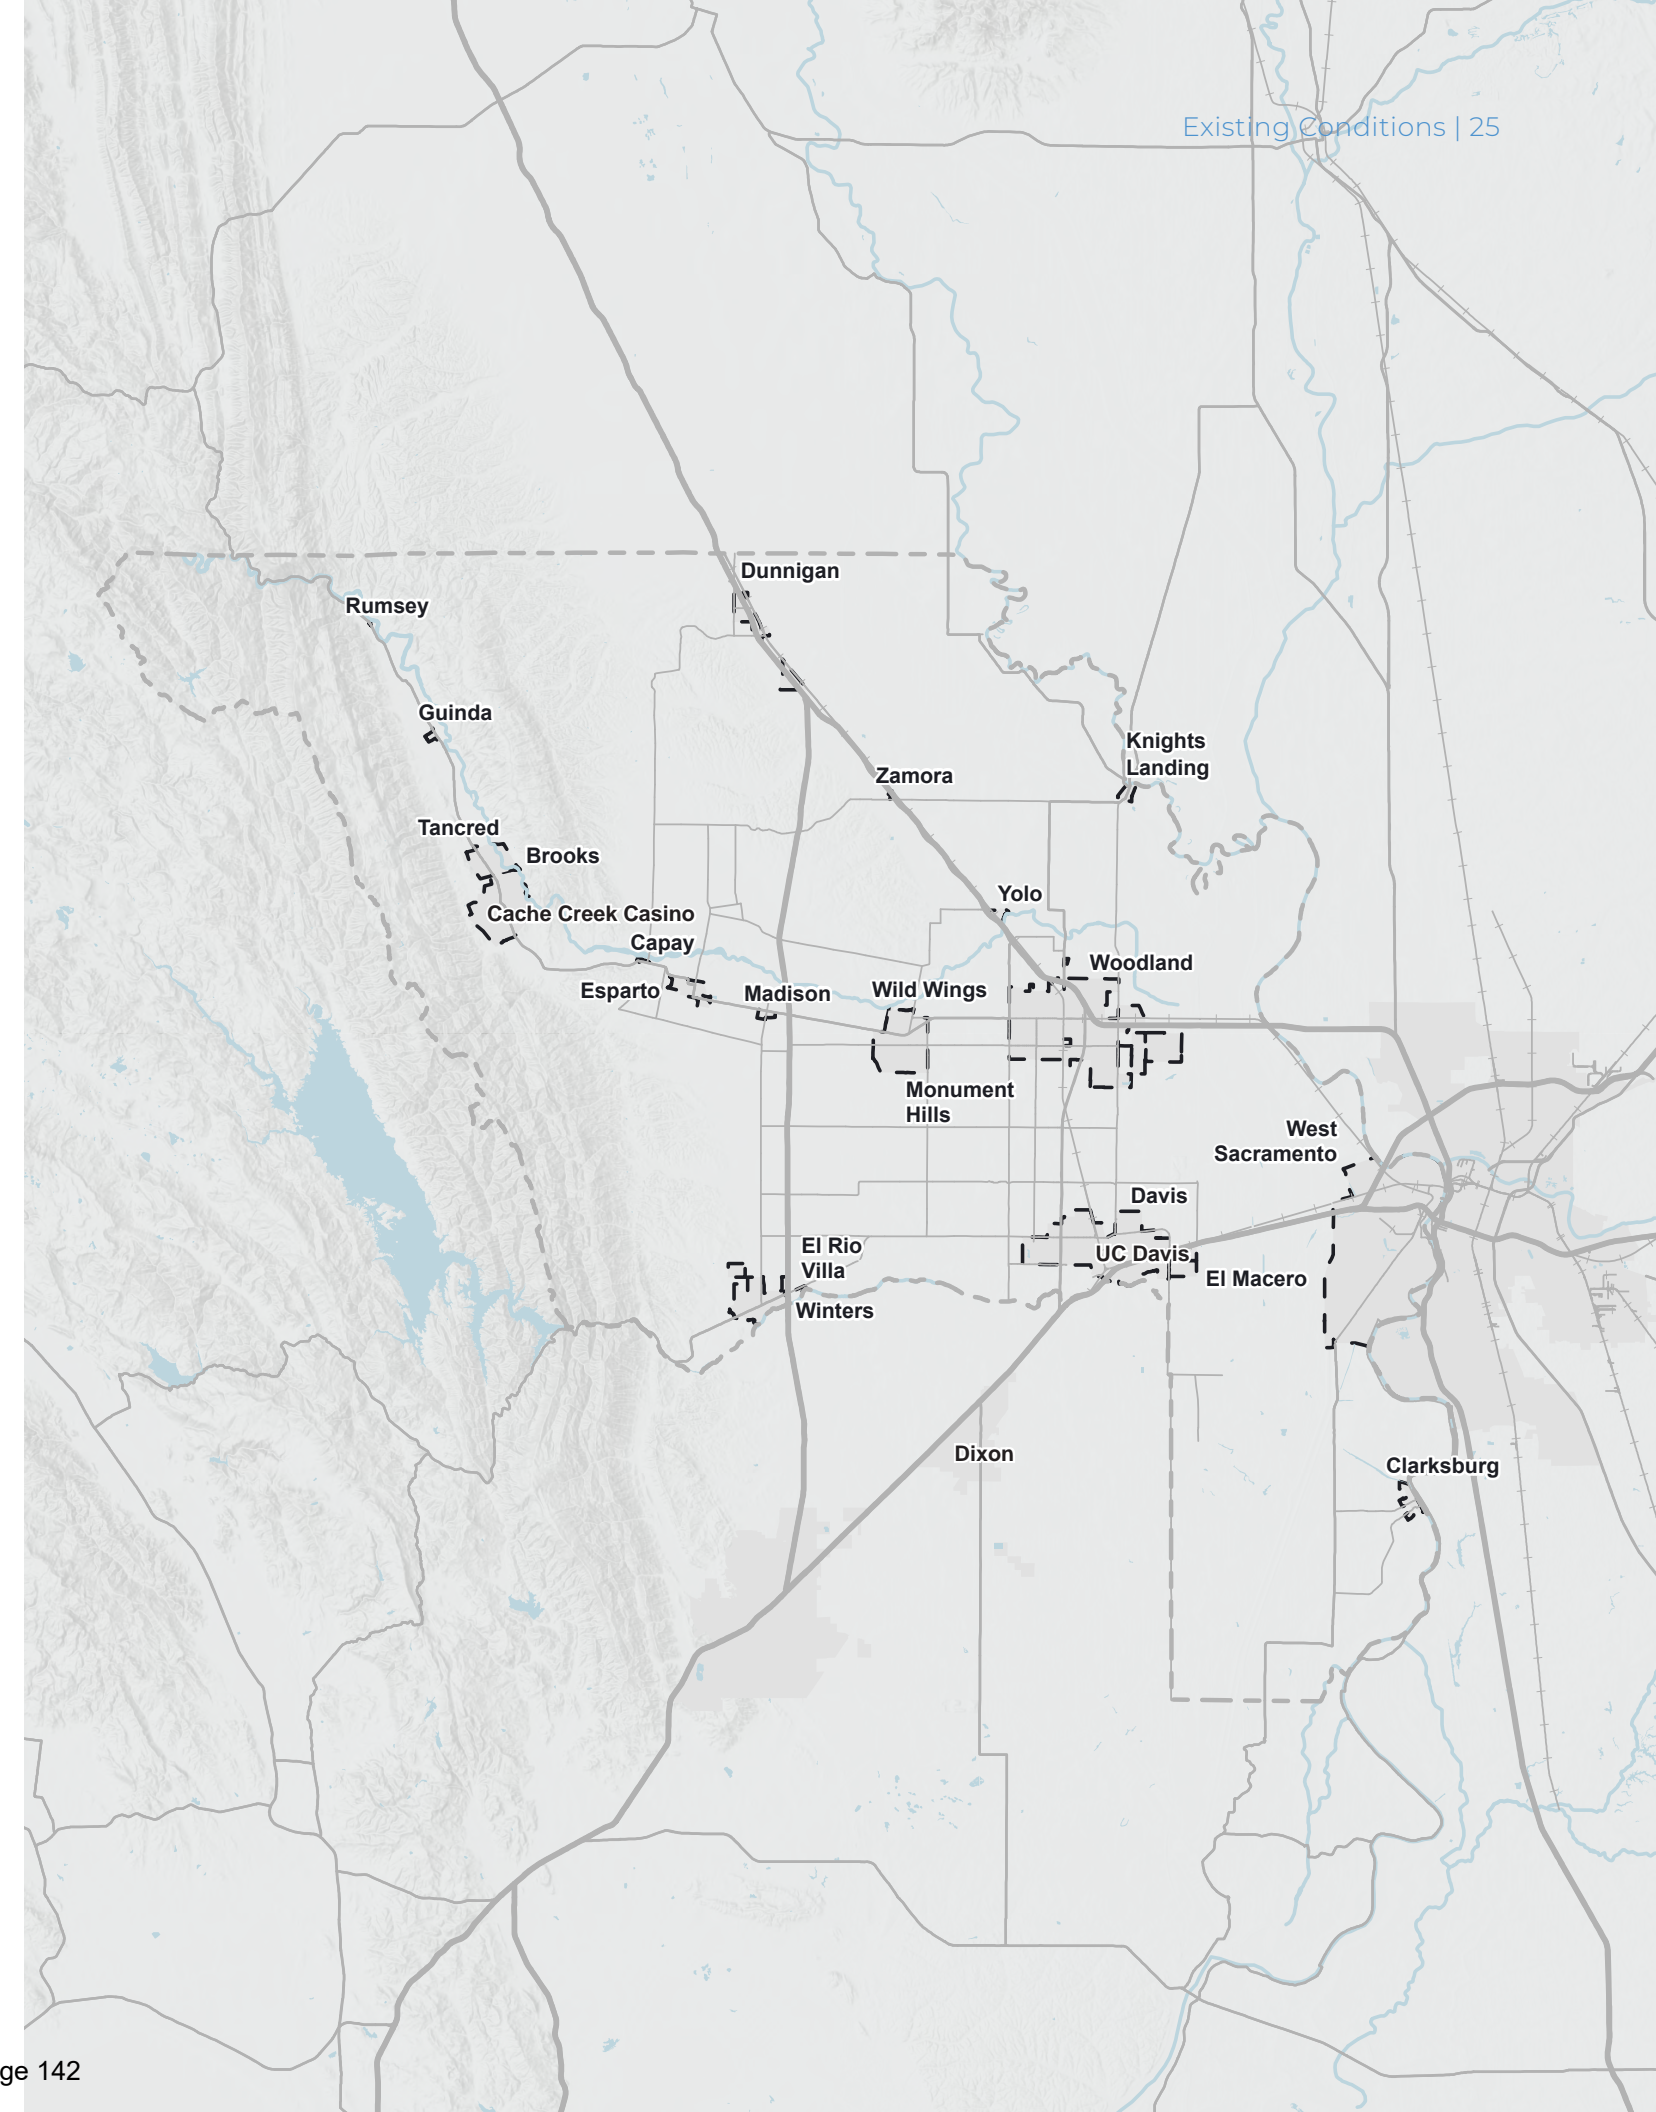 Existing Conditions | 25
Dunnigan
Rumsey
Guinda
Knights
Landing
Zamora
Tancred
Brooks
Yolo
Cache Creek Casino
Capay
Woodland
Esparto
Madison
Wild Wings
Monument
Hills
West
Sacramento
Davis
El Rio
Villa
UC Davis
El Macero
Winters
Dixon
Clarksburg
ge 142